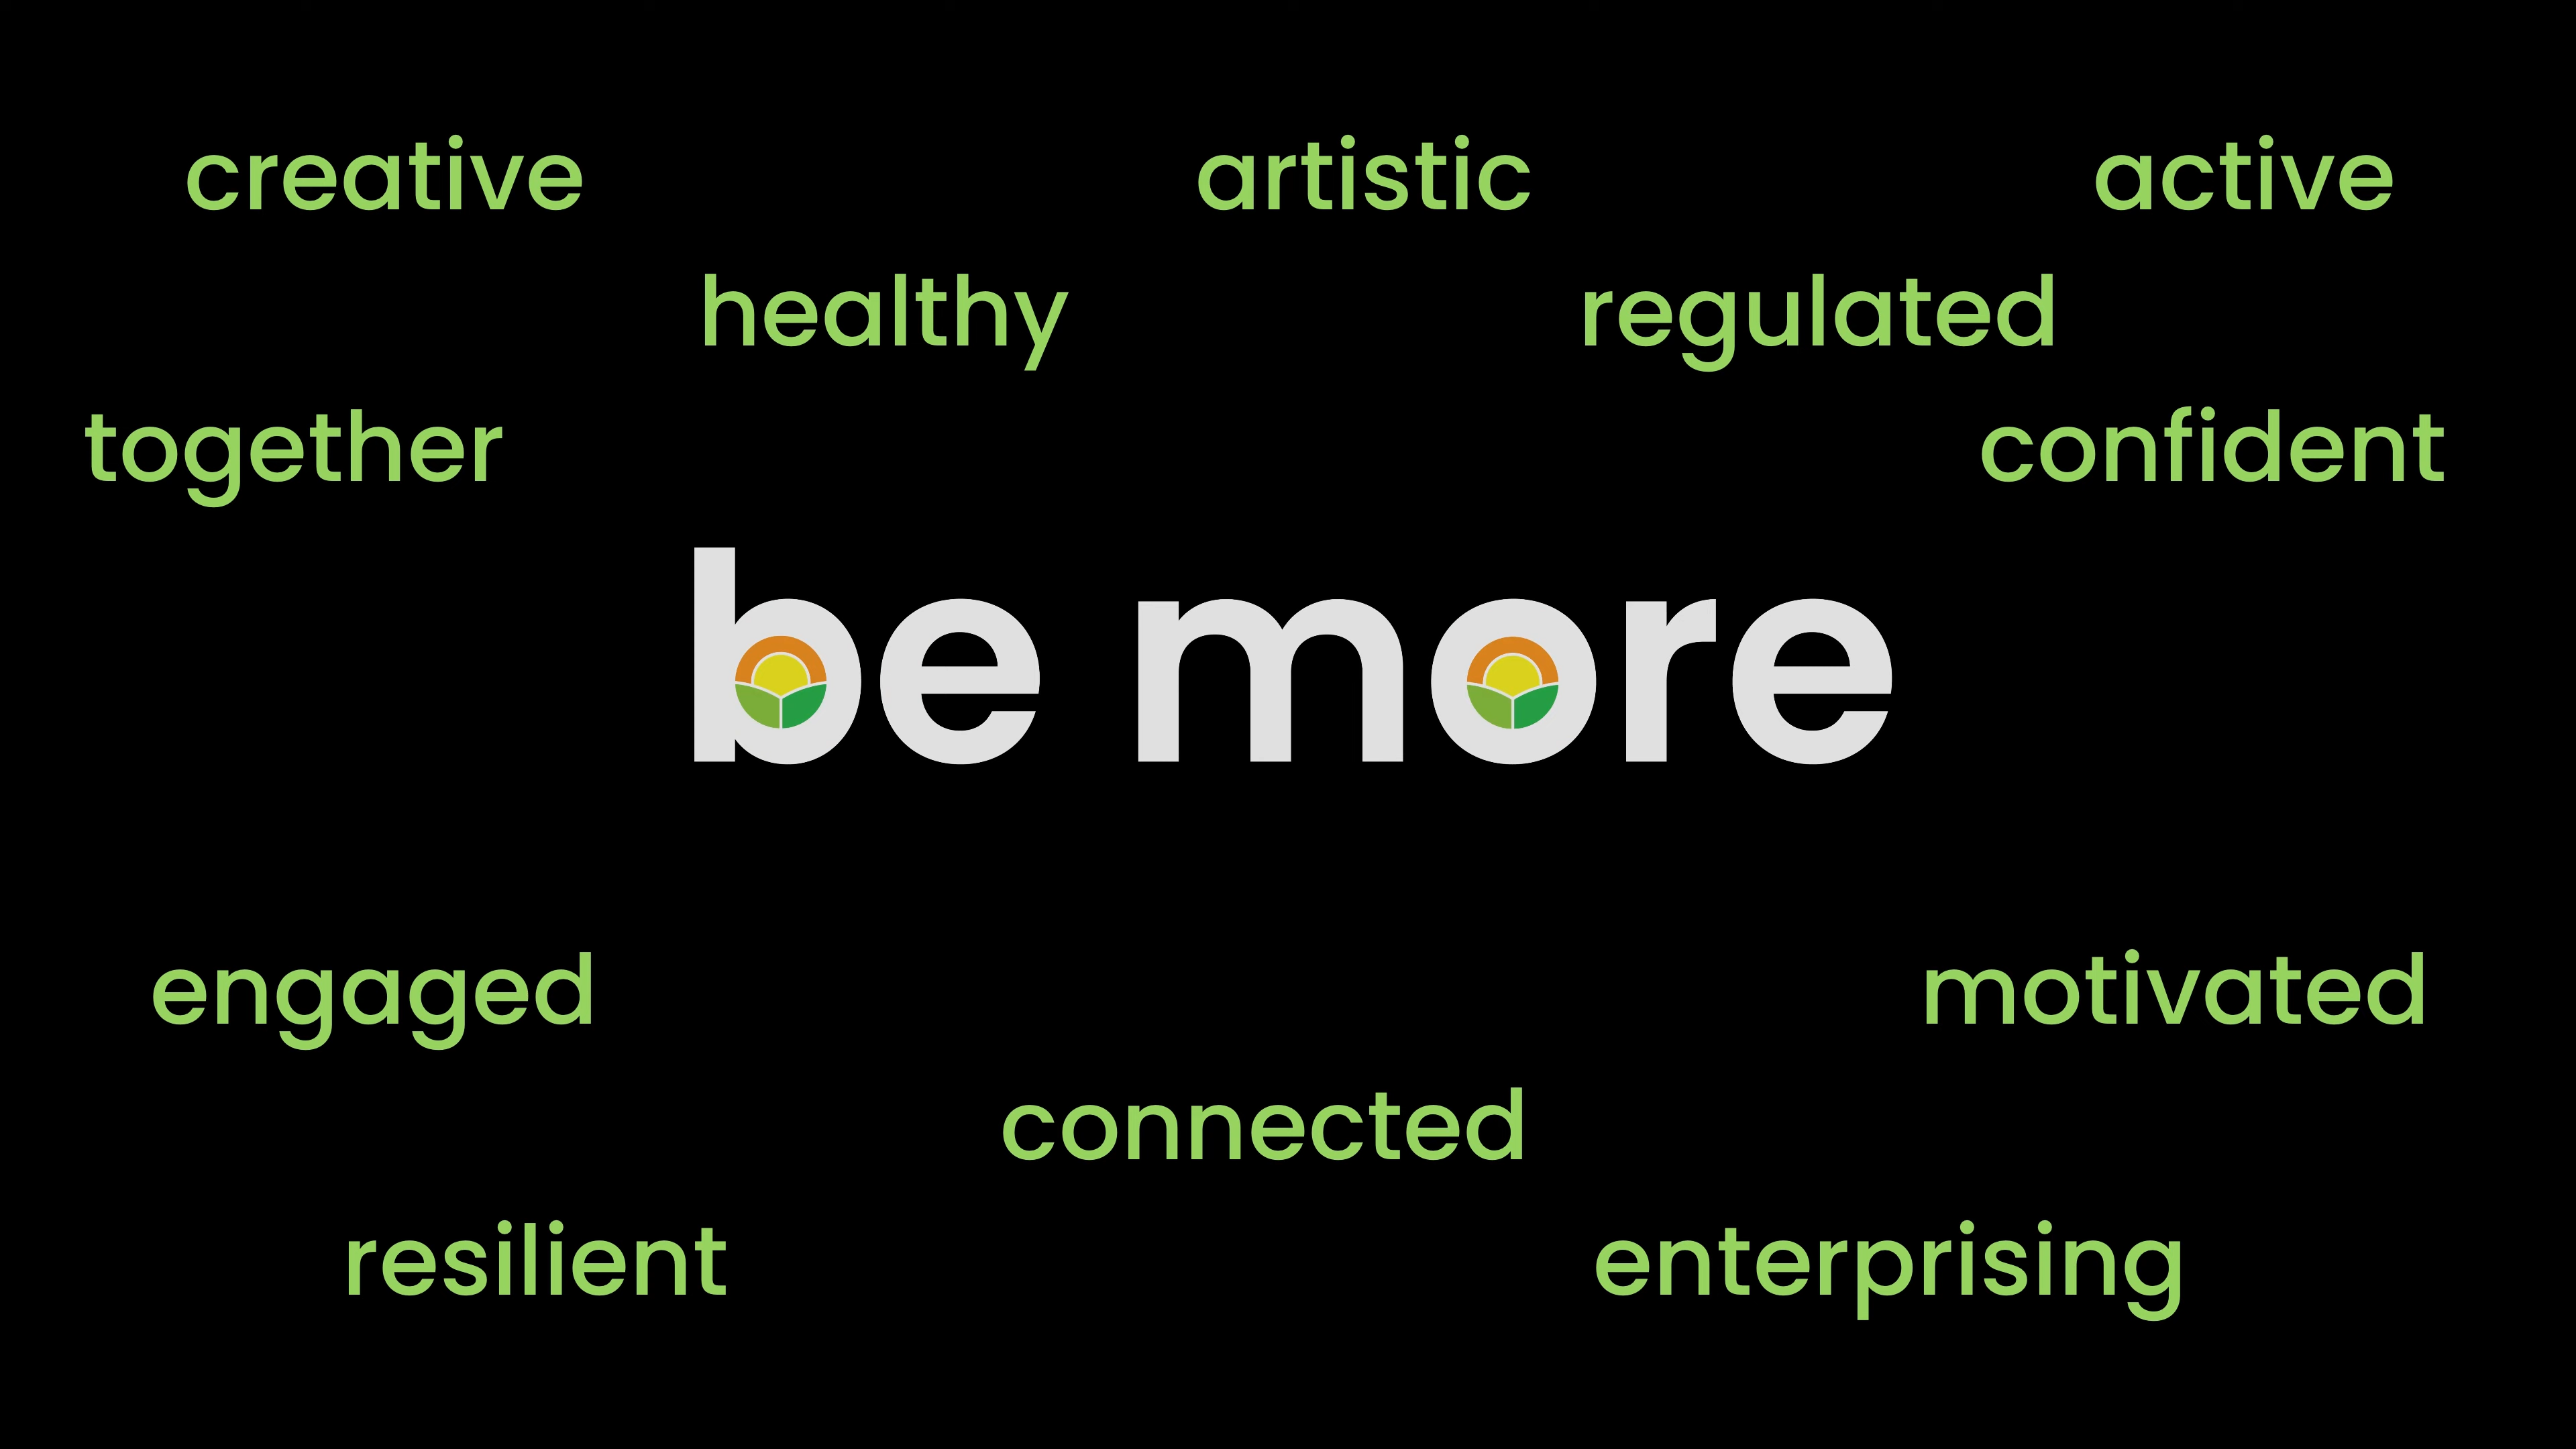 creative artistic active
healthy regulated
together confident
be more
engaged motivated
connected
resilient enterprising